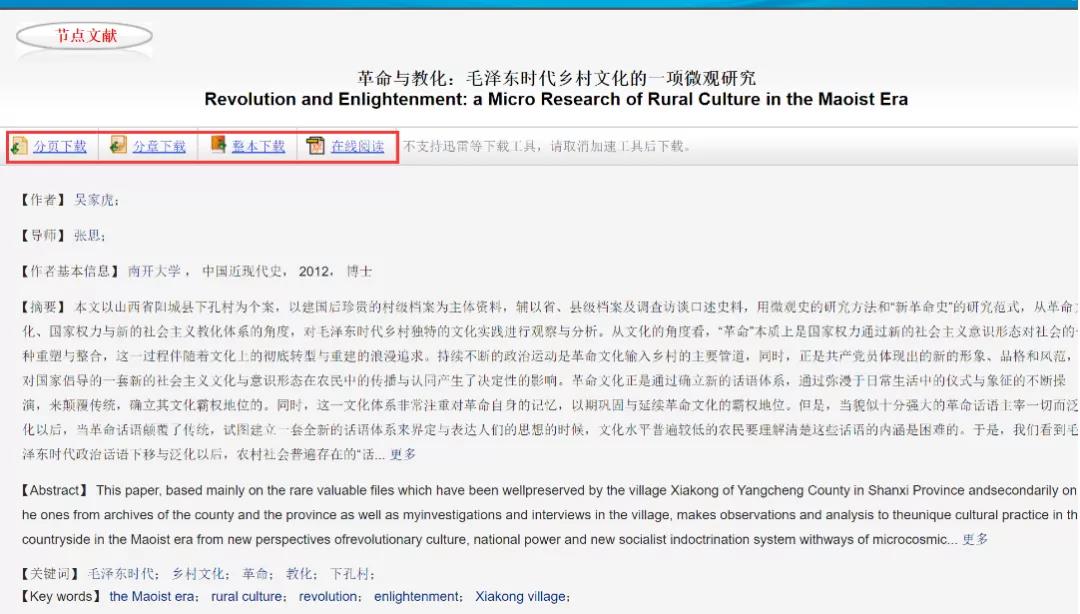 节点文献
革命与教化：毛泽东时代乡村文化的一项微观研究
Revolution and Enlightenment: a Micro Research of Rural Culture in the Maoist Era
分页下载 分章下载 整本下载 在线阅读 不支持迅雷等下载工具，请取消加速工具后下载。
【作者】 吴家虎；
【导师】 张思；
【作者基本信息】 南开大学 ， 中国近现代史， 2012， 博士
【摘要】 本文以山西省阳城县下孔村为个案，以建国后珍贵的村级档案为主体资料，辅以省、县级档案及调查访谈口述史料，用微观史的研究方法和“新革命史”的研究范式，从革命文
化、国家权力与新的社会主义教化体系的角度，对毛泽东时代乡村独特的文化实践进行观察与分析。从文化的角度看，“革命”本质上是国家权力通过新的社会主义意识形态对社会的一
种重塑与整合，这一过程伴随着文化上的彻底转型与重建的浪漫追求。持续不断的政治运动是革命文化输入乡村的主要管道，同时，正是共产党员体现出的新的形象、品格和风范，
对国家倡导的一套新的社会主义文化与意识形态在农民中的传播与认同产生了决定性的影响。革命文化正是通过确立新的话语体系，通过弥漫于日常生活中的仪式与象征的不断操
演，来颠覆传统，确立其文化霸权地位的。同时，这一文化体系非常注重对革命自身的记忆，以期巩固与延续革命文化的霸权地位。但是，当貌似十分强大的革命话语主宰一切而泛
化以后，当革命话语颠覆了传统，试图建立一套全新的话语体系来界定与表达人们的思想的时候，文化水平普遍较低的农民要理解清楚这些话语的内涵是困难的。于是，我们看到毛
泽东时代政治话语下移与泛化以后，农村社会普遍存在的“话... 更多
【Abstract】 This paper, based mainly on the rare valuable files which have been wellpreserved by the village Xiakong of Yangcheng County in Shanxi Province andsecondarily on
he ones from archives of the county and the province as well as myinvestigations and interviews in the village, makes observations and analysis to theunique cultural practice in th
countryside in the Maoist era from new perspectives ofrevolutionary culture, national power and new socialist indoctrination system withways of microcosmic... 更多
【关键词】 毛泽东时代； 乡村文化； 革命； 教化； 下孔村；
【Key words】 the Maoist era； rural culture； revolution； enlightenment； Xiakong village；